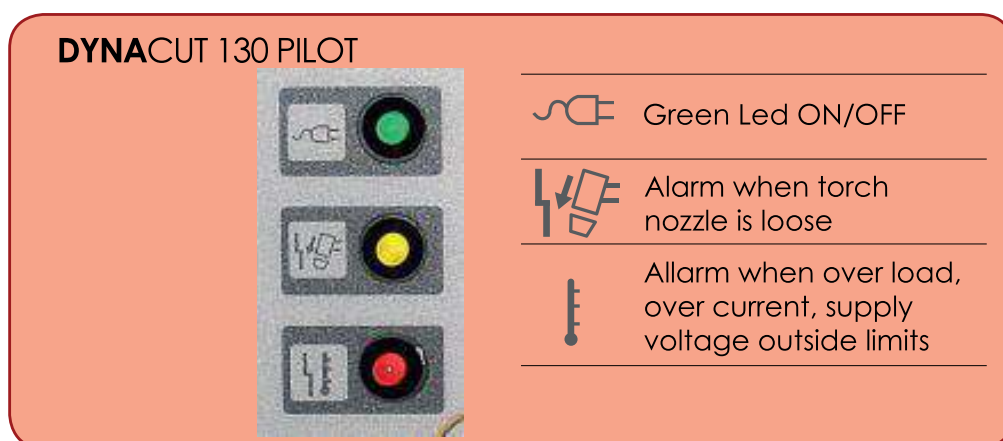 DYNACUT 130 PILOT
Green Led ON/OFF
Alarm when torch
nozzle is loose
Allarm when over load,
over current, supply
voltage outside limits